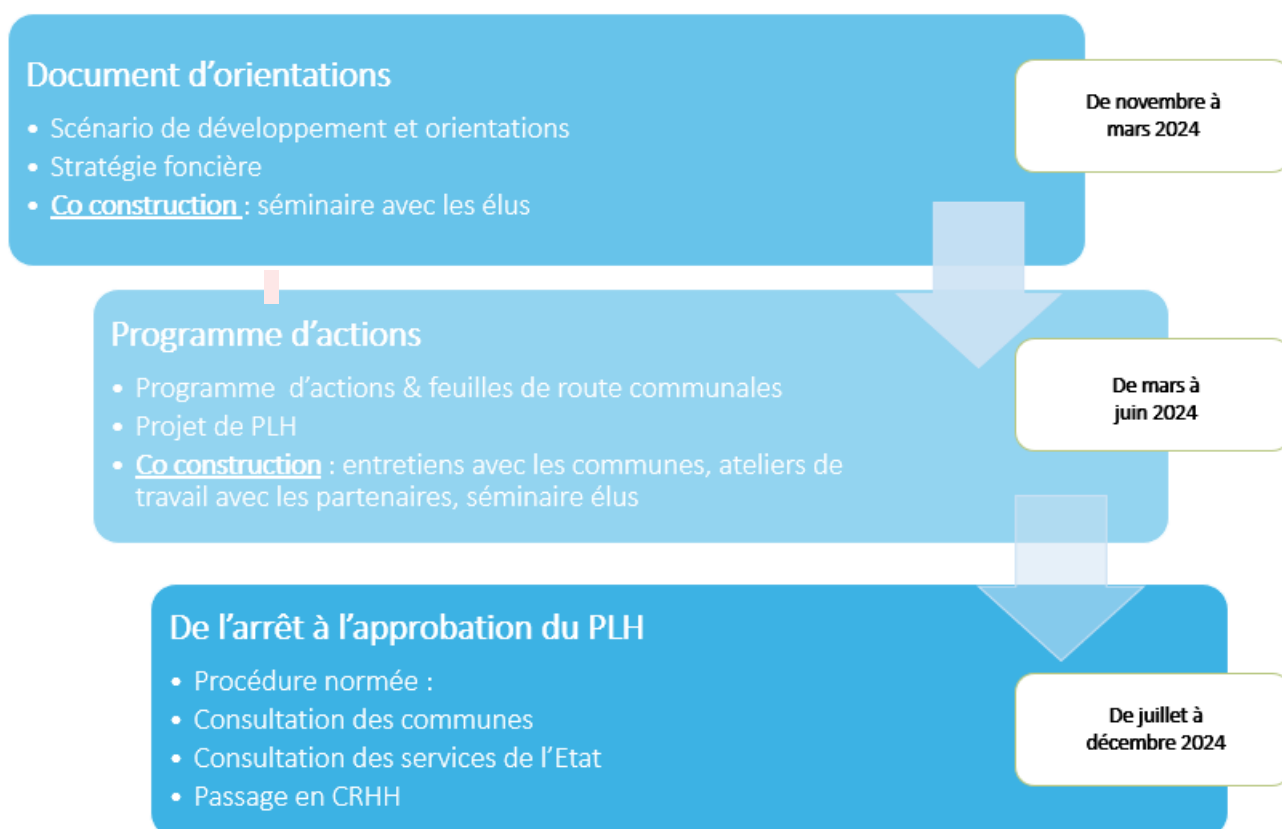 Document d'orientations
• Scénario de développement et orientations
• Stratégie foncière
• Co construction : séminaire avec les élus
De novembre à
mars 2024
Programme d'actions
• Programme d'actions & feuilles de route communales
• Projet de PLH
• Co construction : entretiens avec les communes, ateliers de
travail avec les partenaires, séminaire élus
De mars à
juin 2024
De l'arrêt à l'approbation du PLH
• Procédure normée :
• Consultation des communes
• Consultation des services de l'Etat
• Passage en CRHH
De juillet à
décembre 2024